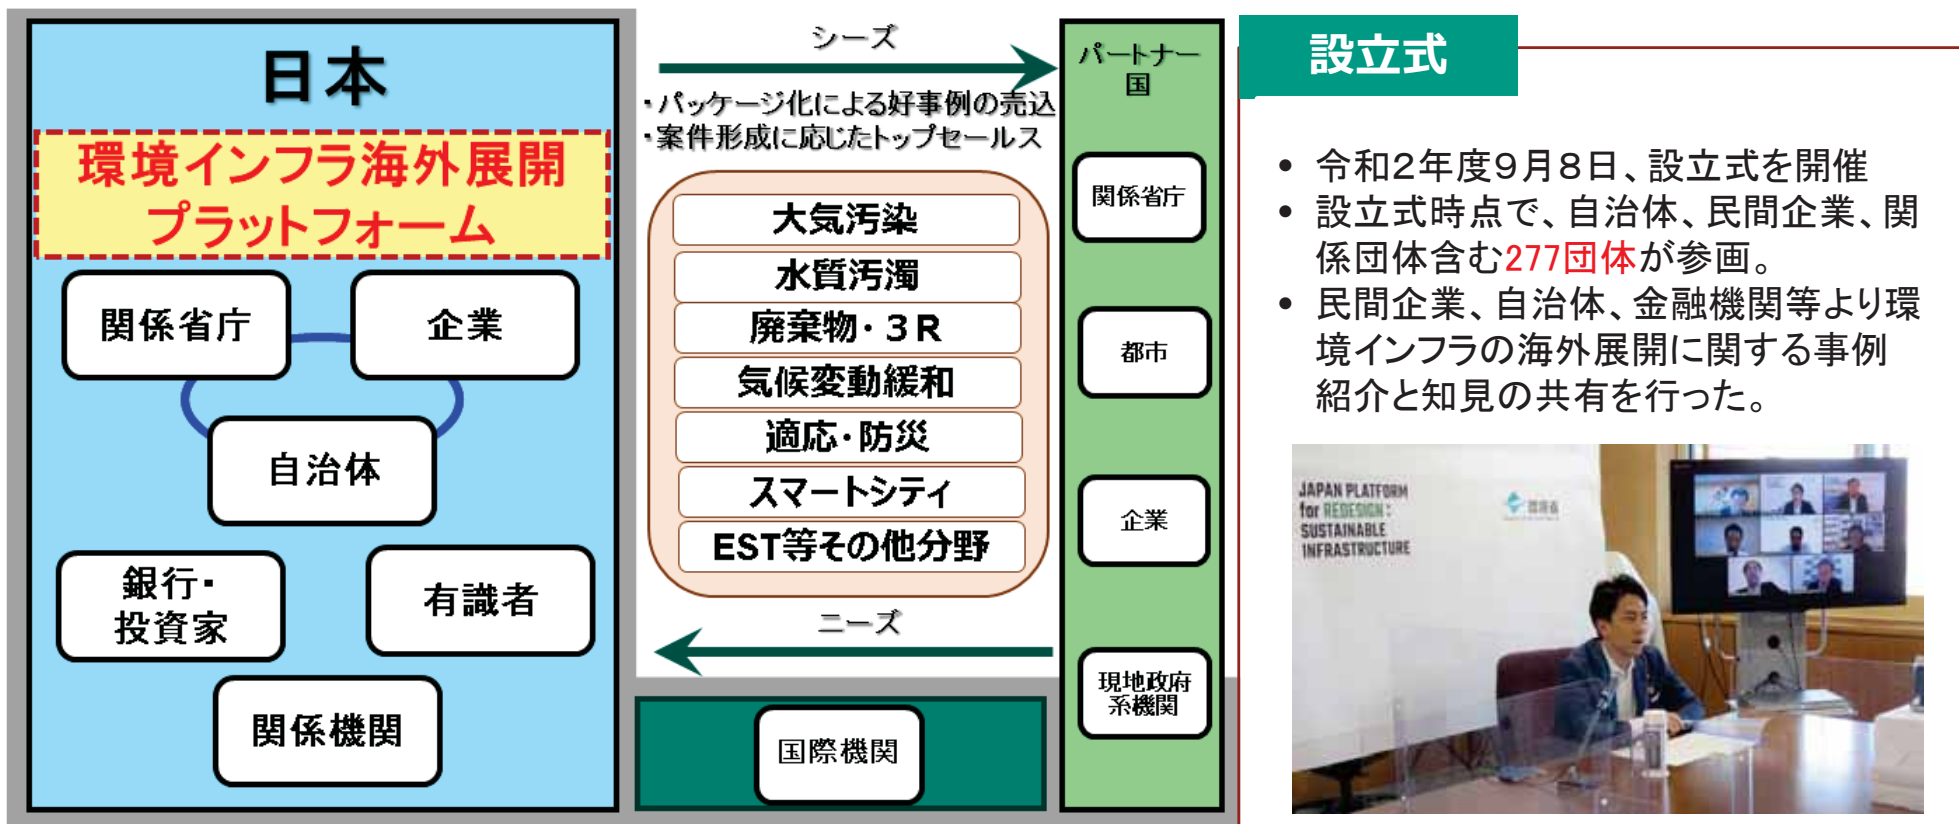 日本
環境インフラ海外展開
プラットフォーム
関係省庁
企業
自治体
銀行・
投資家
有識者
関係機関
シーズ
・パッケージ化による好事例の売込
・案件形成に応じたトップセールス
大気汚染
水質汚濁
廃棄物・３Ｒ
気候変動緩和
適応・防災
スマートシティ
EST等その他分野
ニーズ
国際機関
パートナー
国
関係省庁
都市
企業
現地政府
系機関
設立式
• 令和２年度９月８日、設立式を開催
• 設立式時点で、自治体、民間企業、関
係団体含む277団体が参画。
• 民間企業、自治体、金融機関等より環
境インフラの海外展開に関する事例
紹介と知見の共有を行った。
JAPAN PLATFORM
for REDESIGN :
SUSTAINABLE
INFRASTRUCTURE
環境省